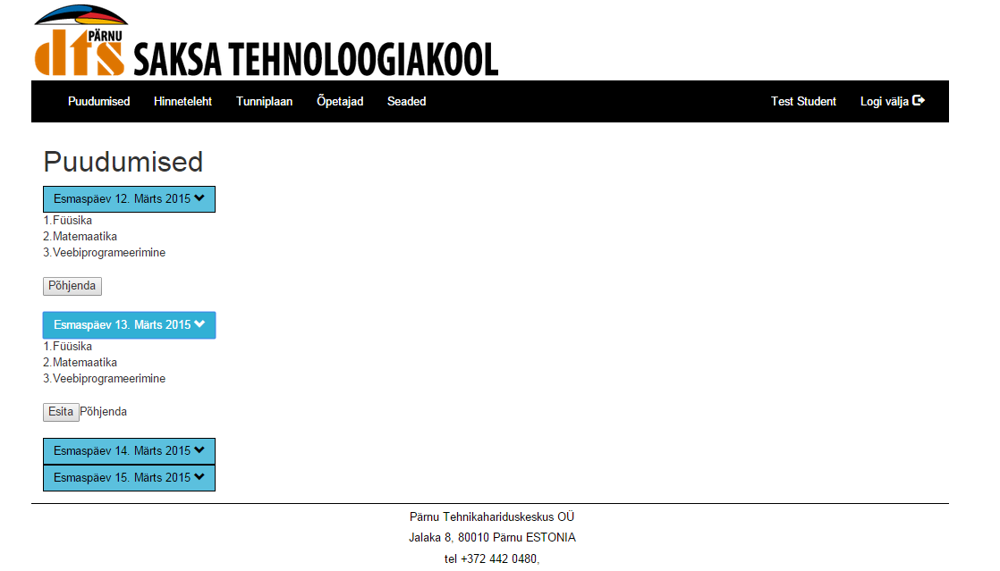 PÄRNU
dts SAKSA TEHNOLOOGIAKOOL
Puudumised Hinneteleht Tunniplaan Õpetajad Seaded Test Student Logi välja
Puudumised
Esmaspäev 12. Märts 2015
1.Füüsika
2.Matemaatika
3.Veebiprogrameerimine
Põhjenda
Esmaspäev 13. Märts 2015
1.Füüsika
2.Matemaatika
3.Veebiprogrameerimine
Esita Põhjenda
Esmaspäev 14. Märts 2015
Esmaspäev 15. Märts 2015
Pärnu Tehnikahariduskeskus OÜ
Jalaka 8, 80010 Pärnu ESTONIA
tel +372 442 0480,